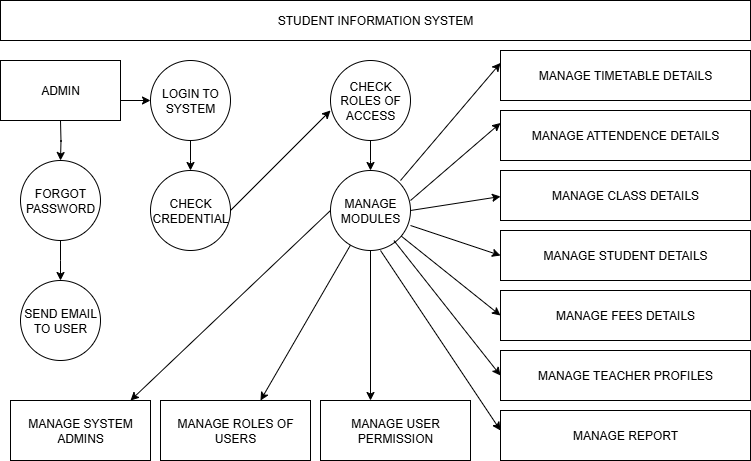 STUDENT INFORMATION SYSTEM
ADMIN
LOGIN TO
SYSTEM
CHECK
ROLES OF
ACCESS
MANAGE TIMETABLE DETAILS
MANAGE ATTENDENCE DETAILS
FORGOT
PASSWORD
CHECK
CREDENTIAL
MANAGE
MODULES
MANAGE CLASS DETAILS
MANAGE STUDENT DETAILS
SEND EMAIL
TO USER
MANAGE FEES DETAILS
MANAGE TEACHER PROFILES
MANAGE SYSTEM
ADMINS
MANAGE ROLES OF
USERS
MANAGE USER
PERMISSION
MANAGE REPORT